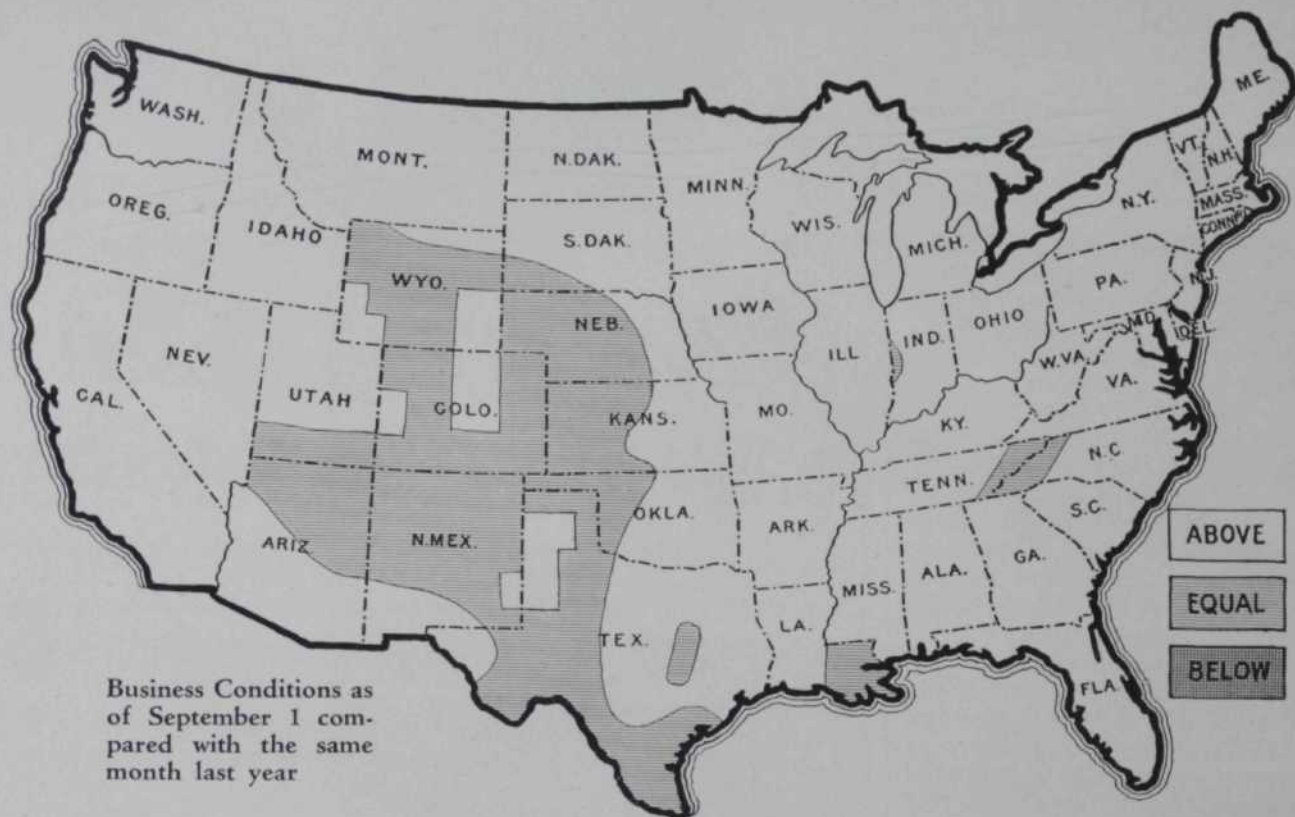 WASH.
MONT.
N.DAK.
MINN.
ME.
VT.
N.H.
OREG.
IDAHO
S.DAK.
WIS.
MICH.
N.Y.
MASS.
CONN.
WYO.
NEB.
IOWA
PA.
N.J.
NEV.
UTAH
COLO.
ILL
IND.
OHIO
MD.
DEL.
CAL.
KANS.
MO.
W.VA.
VA.
KY.
ARIZ.
N.MEX.
OKLA.
ARK.
TENN.
N.C
S.C.
MISS.
ALA.
GA.
TEX.
LA.
FLA.
ABOVE
EQUAL
BELOW
Business Conditions as
of September 1 com-
pared with the same
month last year